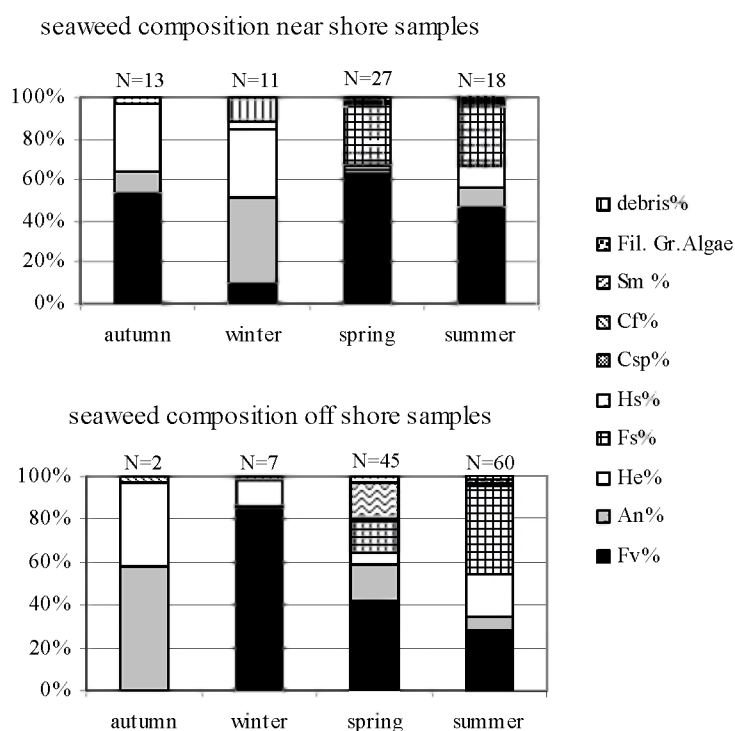 seaweed composition near shore samples
N=13 N=11 N=27 N=18
100%
80%
60%
40%
20%
0%
autumn winter spring summer
debris%
Fil. Gr.Algae
Sm %
Cf%
Csp%
Hs%
Fs%
He%
An%
Fv%
seaweed composition off shore samples
N=2 N=7 N=45 N=60
100%
80%
60%
40%
20%
0%
autumn winter spring summer